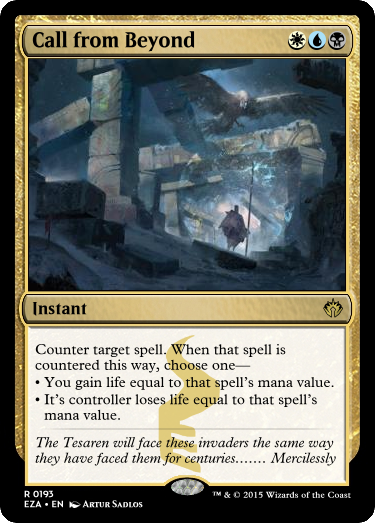 Call from Beyond
Instant
Counter target spell. When that spell is
countered this way, choose one—
• You gain life equal to that spell's mana value.
• It's controller loses life equal to that spell's
mana value.
The Tesaren will face these invaders the same way
they have faced them for centuries....... Mercilessly
R 0193
EZA • EN Artur Sadlos
™ & © 2015 Wizards of the Coast